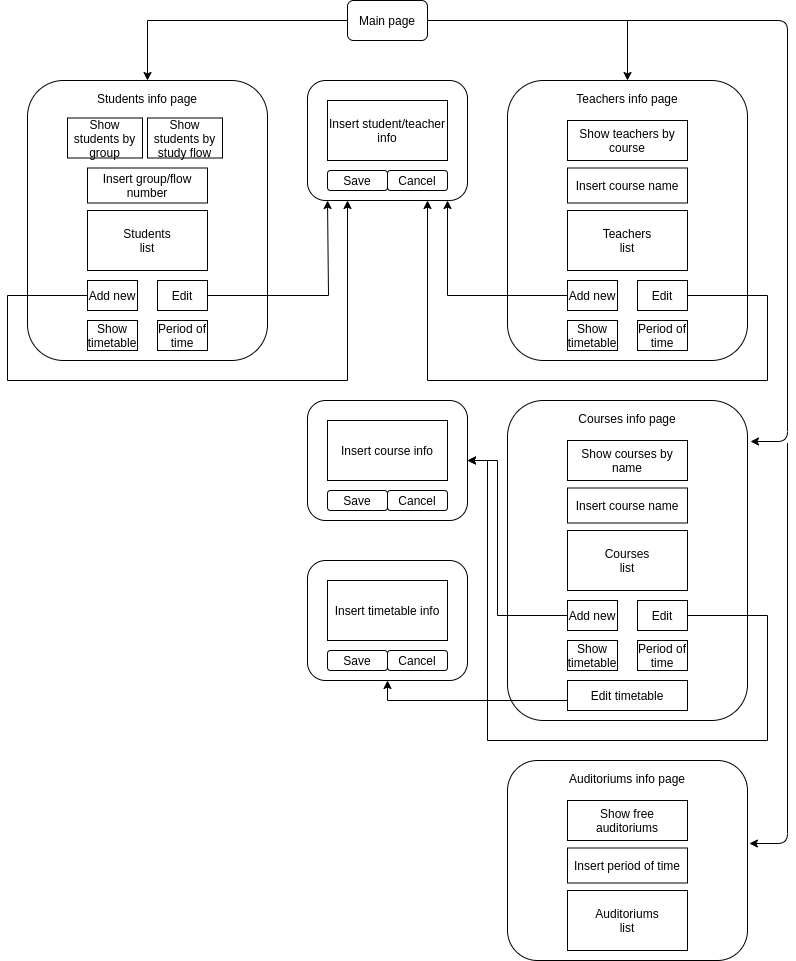 Main page
Students info page
Show
students by
group
Show
students by
study flow
Insert group/flow
number
Students
list
Add new
Edit
Show
timetable
Period of
time
Insert student/teacher
info
Save
Cancel
Teachers info page
Show teachers by
course
Insert course name
Teachers
list
Add new
Edit
Show
timetable
Period of
time
Insert course info
Save
Cancel
Insert timetable info
Save
Cancel
Courses info page
Show courses by
name
Insert course name
Courses
list
Add new
Edit
Show
timetable
Period of
time
Edit timetable
Auditoriums info page
Show free
auditoriums
Insert period of time
Auditoriums
list